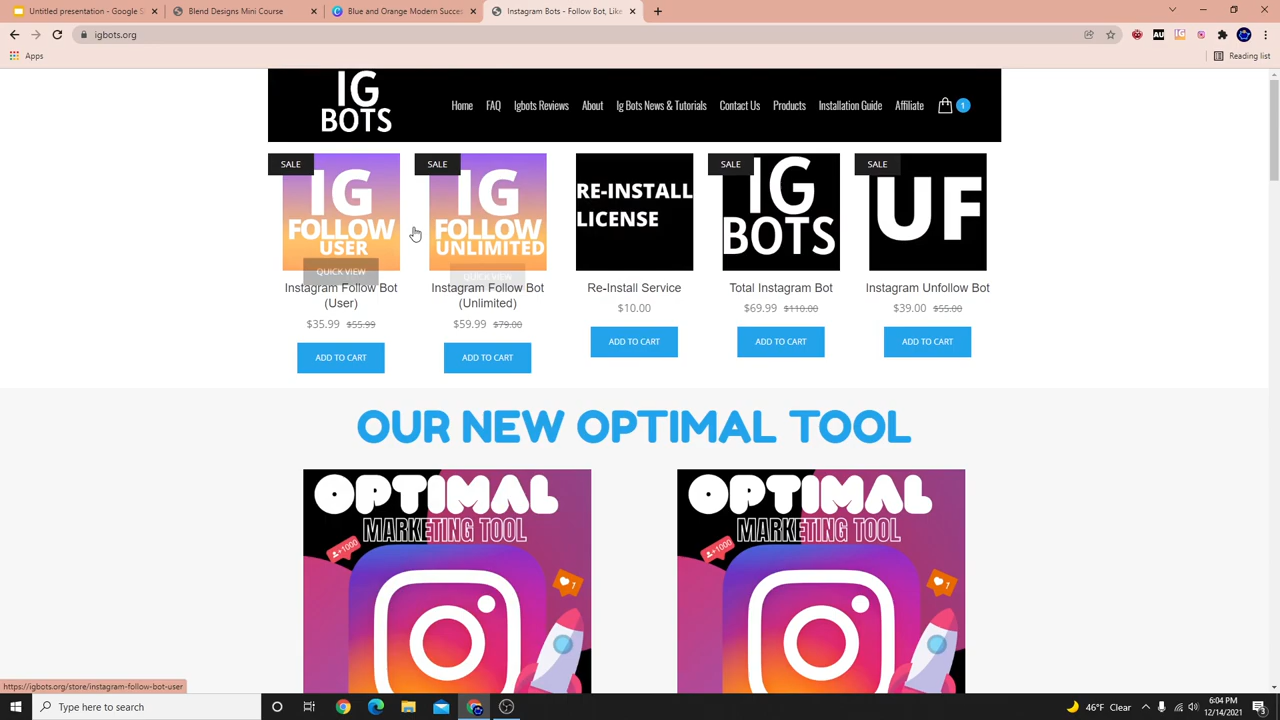 Untitled presentation - Google S
Blend Designs Mini Course
Blue and Orange Modern Succes
Instagram Bots - Follow Bot, Like
igbots.org
Apps
Reading list
IG
BOTS
Home
FAQ
Igbots Reviews
About
Ig Bots News & Tutorials
Contact Us
Products
Installation Guide
Affiliate
1
SALE
IG
FOLLOW
USER
QUICK VIEW
Instagram Follow Bot
(User)
$35.99 $55.99
ADD TO CART
SALE
IG
FOLLOW
UNLIMITED
QUICK VIEW
Instagram Follow Bot
(Unlimited)
$59.99 $79.00
ADD TO CART
RE-INSTALL
LICENSE
Re-Install Service
$10.00
ADD TO CART
SALE
IG
BOTS
Total Instagram Bot
$69.99 $110.00
ADD TO CART
SALE
UF
Instagram Unfollow Bot
$39.00 $55.00
ADD TO CART
OUR NEW OPTIMAL TOOL
OPTIMAL
MARKETING TOOL
+1000
1
OPTIMAL
MARKETING TOOL
+1000
1
https://igbots.org/store/instagram-follow-bot-user
Type here to search
46°F Clear
6:04 PM
12/14/2021